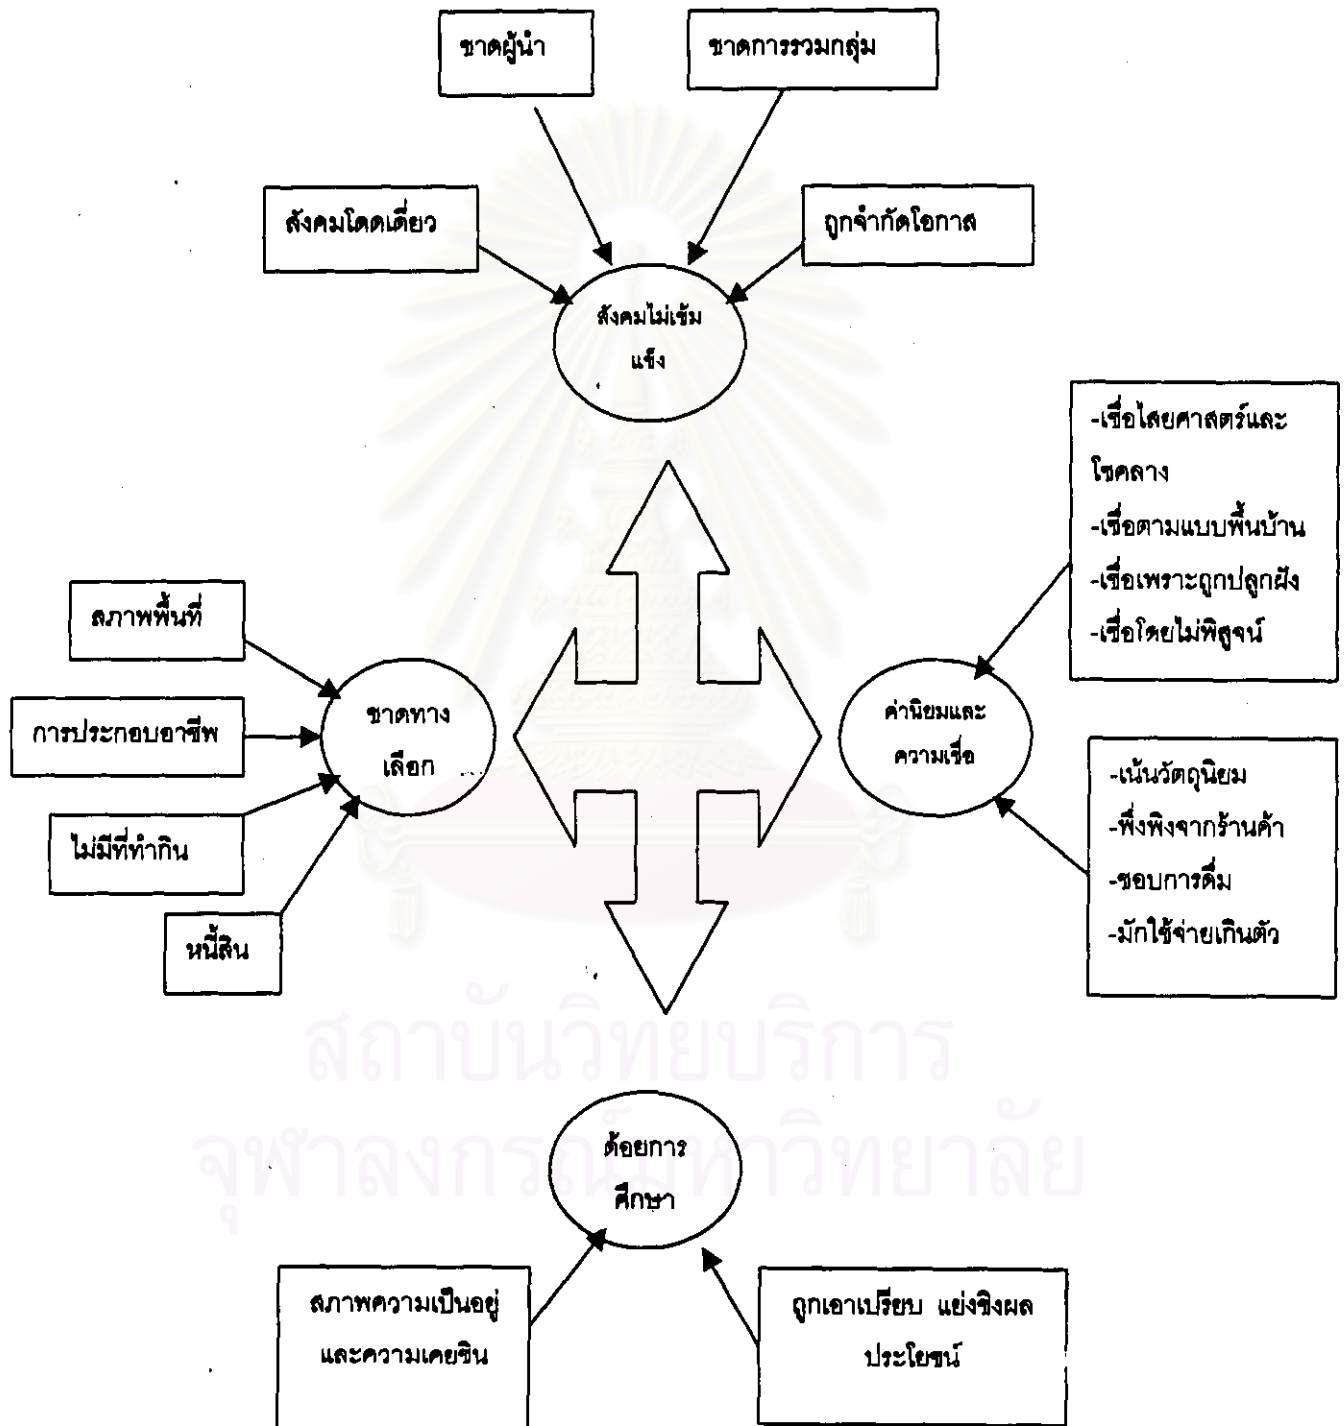 ขาดผู้นำ
ขาดการรวมกลุ่ม
สังคมโดดเดี่ยว
ถูกจำกัดโอกาส
สังคมไม่เข้ม
แข็ง
-เชื่อไสยศาสตร์และ
โชคลาง
-เชื่อตามแบบพื้นบ้าน
-เชื่อเพราะถูกปลูกฝัง
-เชื่อโดยไม่พิสูจน์
สภาพพื้นที่
การประกอบอาชีพ
ไม่มีที่ทำกิน
หนี้สิน
ขาดทาง
เลือก
ค่านิยมและ
ความเชื่อ
-เน้นวัตถุนิยม
-พึ่งพิงจากร้านค้า
-ชอบการดื่ม
-มักใช้จ่ายเกินตัว
สถาบันวิทยบริการ
จุฬาลงกรณ์มหาวิทยาลัย
ด้อยการ
ศึกษา
สภาพความเป็นอยู่
และความเคยชิน
ถูกเอาเปรียบ แย่งชิงผล
ประโยชน์